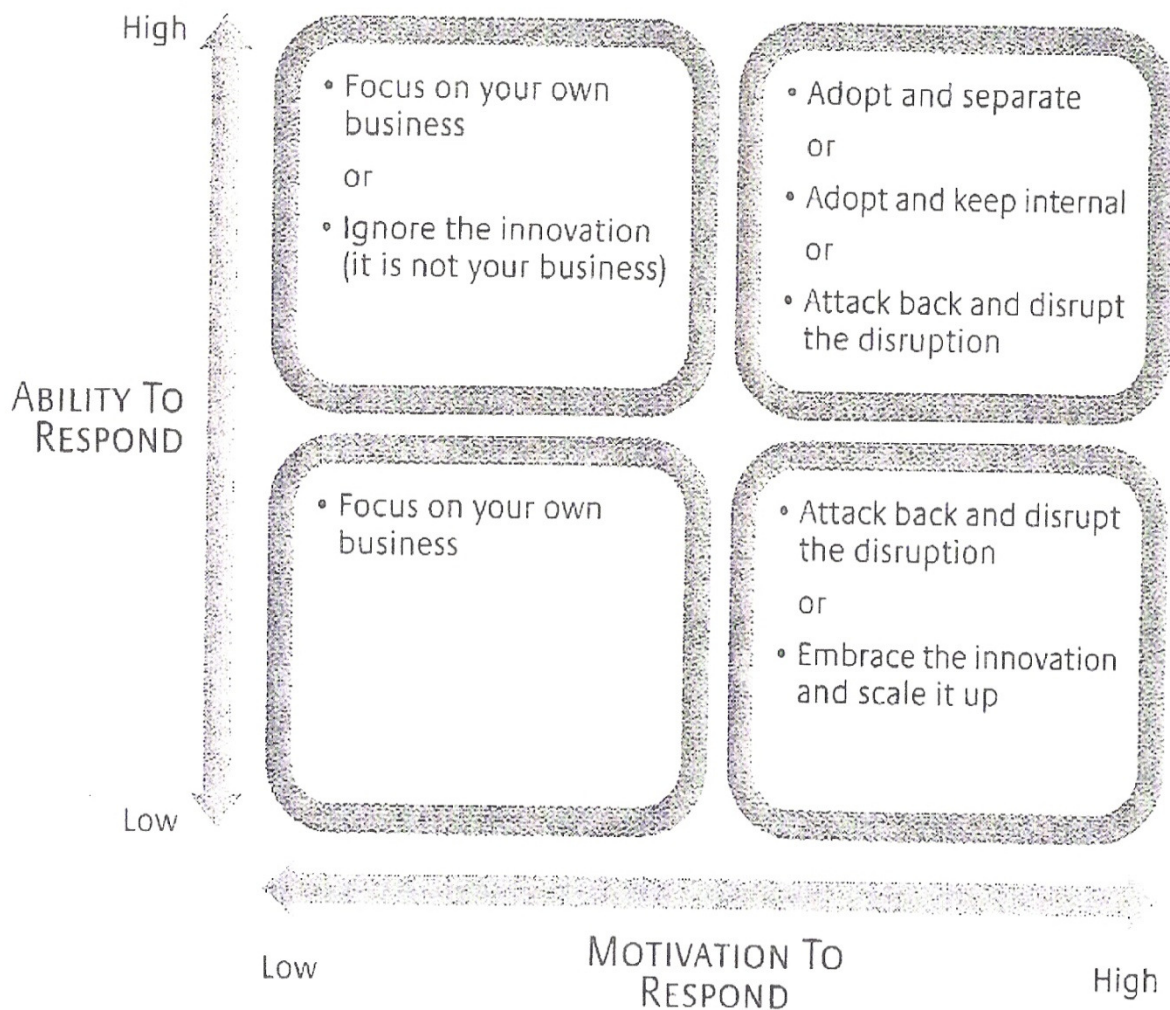 High
• Focus on your own
business
or
• Ignore the innovation
(it is not your business)
• Adopt and separate
or
• Adopt and keep internal
or
• Attack back and disrupt
the disruption
ABILITY TO
RESPOND
• Focus on your own
business
• Attack back and disrupt
the disruption
or
• Embrace the innovation
and scale it up
Low
Low
MOTIVATION TO
RESPOND
High